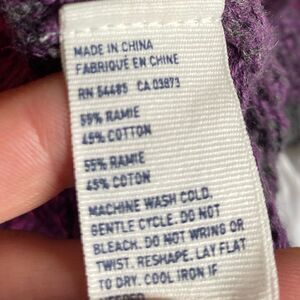 MADE IN CHINA
FABRIQUÉ EN CHINE
RN 54485 CA 03873
55% RAMIE
45% COTTON
55% RAMIE
45% COTON
MACHINE WASH COLD,
GENTLE CYCLE. DO NOT
BLEACH. DO NOT WRING OR
TWIST. RESHAPE. LAY FLAT
TO DRY. COOL IRON IF